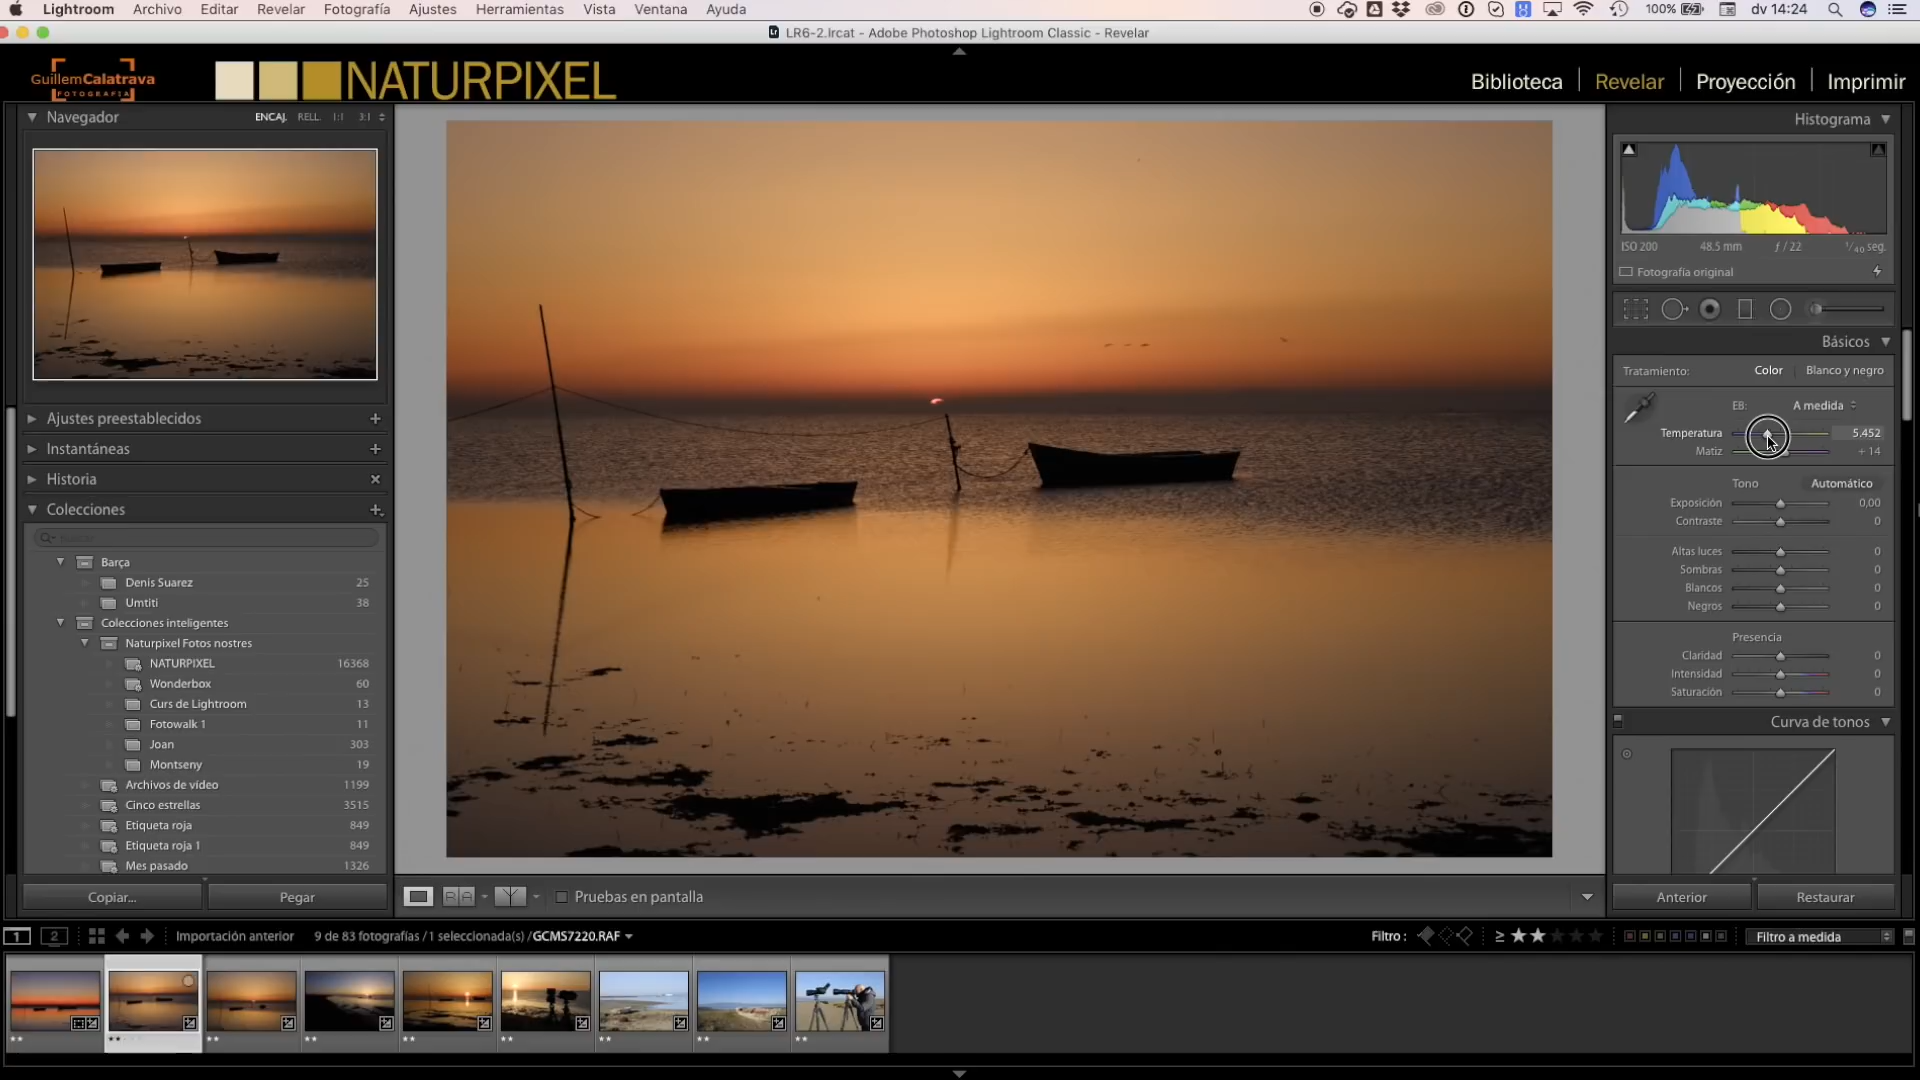 Lightroom Archivo Editar Revelar Fotografía Ajustes Herramientas Vista Ventana Ayuda 100% dv 14:24
LR6-2.lrcat - Adobe Photoshop Lightroom Classic - Revelar
GuillemCalatrava
FOTOGRAFIA
NATURPIXEL
Biblioteca Revelar Proyección Imprimir
Navegador ENCAJ. RELL. 1:1 3:1
Ajustes preestablecidos
Instantáneas
Historia
Colecciones
Barça
Denis Suarez 25
Umtiti 38
Colecciones inteligentes
Naturpixel Fotos nostres
NATURPIXEL 16368
Wonderbox 60
Curs de Lightroom 13
Fotowalk 1 11
Joan 303
Montseny 19
Archivos de vídeo 1199
Cinco estrellas 3515
Etiqueta roja 849
Etiqueta roja 1 849
Mes pasado 1326
Copiar... Pegar
Pruebas en pantalla
Histograma
ISO 200 48.5 mm ƒ / 22 1/40 seg.
Fotografía original
Básicos
Tratamiento: Color Blanco y negro
EB: A medida
Temperatura 5.452
Matiz + 14
Tono Automático
Exposición 0,00
Contraste 0
Altas luces 0
Sombras 0
Blancos 0
Negros 0
Presencia
Claridad 0
Intensidad 0
Saturación 0
Curva de tonos
Anterior Restaurar
1 2 Importación anterior 9 de 83 fotografías /1 seleccionada(s) /GCMS7220.RAF Filtro : ≥ Filtro a medida